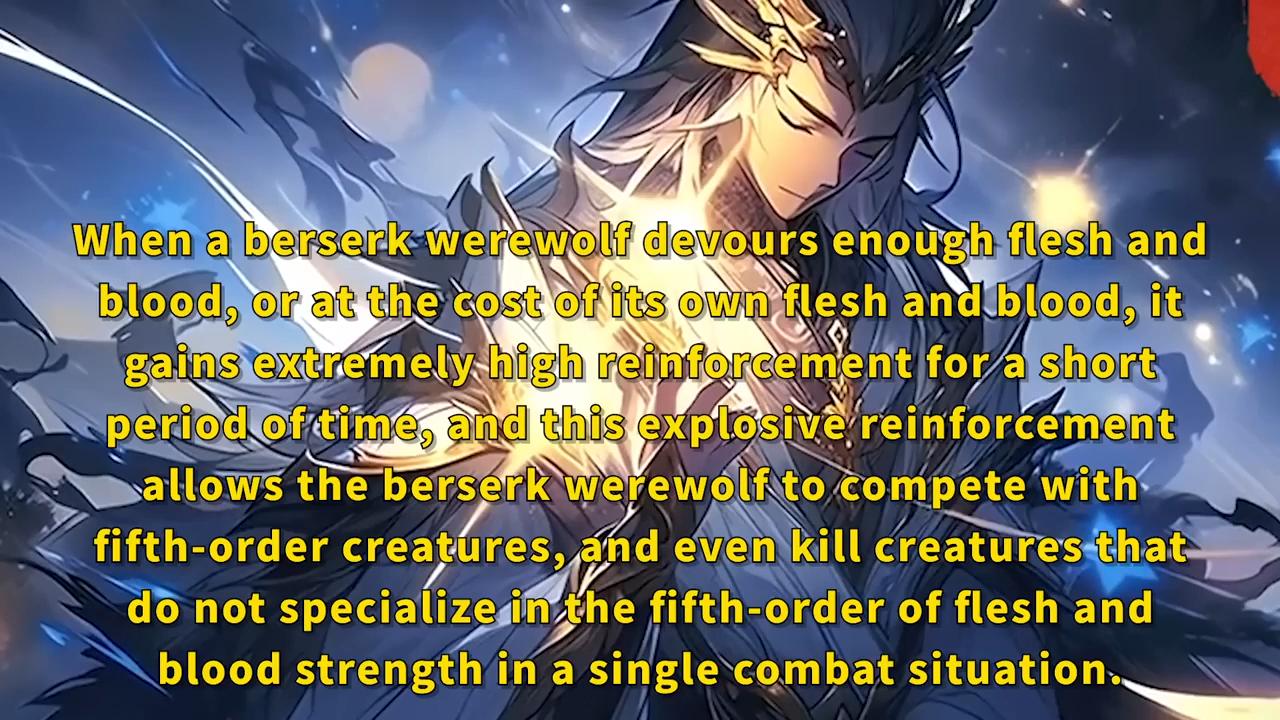 When a berserk werewolf devours enough flesh and
blood, or at the cost of its own flesh and blood, it
gains extremely high reinforcement for a short
period of time, and this explosive reinforcement
allows the berserk werewolf to compete with
fifth-order creatures, and even kill creatures that
do not specialize in the fifth-order of flesh and
blood strength in a single combat situation.